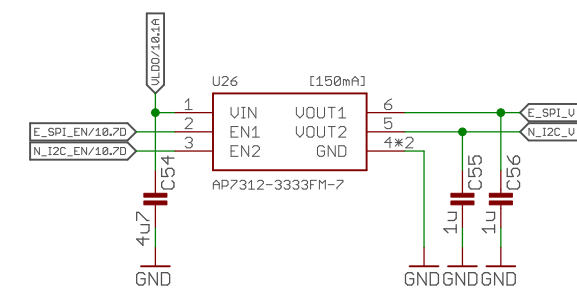 VLDO/10.1A
U26 [150mA]
1 VIN VOUT1 6 E_SPI_V
E_SPI_EN/10.7D 2 EN1 VOUT2 5 N_I2C_V
N_I2C_EN/10.7D 3 EN2 GND 4*2
AP7312-3333FM-7
C54 4u7
C55 1u
C56 1u
GND GND GND GND